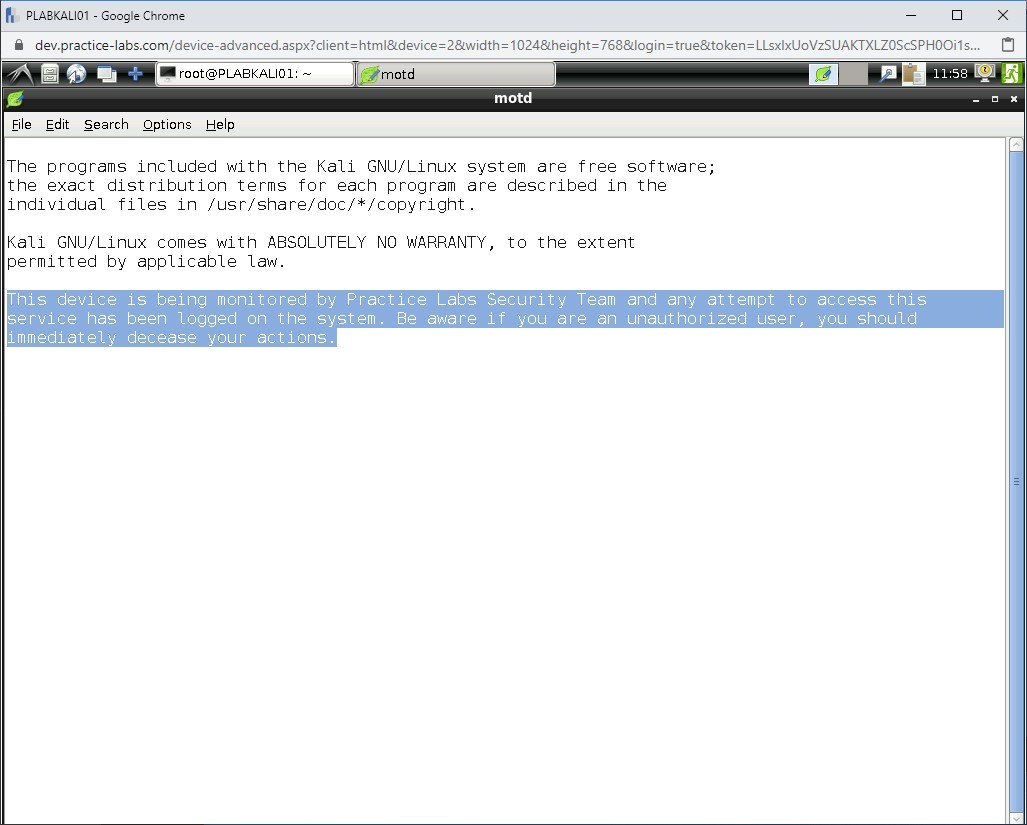 PLABKALI01 - Google Chrome
dev.practice-labs.com/device-advanced.aspx?client=html&device=2&width=1024&height=768&login=true&token=LLsxlxUoVzSUAKTXLZ0ScSPH0Oi1s...
root@PLABKALI01: ~
motd
11:58
motd
File Edit Search Options Help
The programs included with the Kali GNU/Linux system are free software;
the exact distribution terms for each program are described in the
individual files in /usr/share/doc/*/copyright.
Kali GNU/Linux comes with ABSOLUTELY NO WARRANTY, to the extent
permitted by applicable law.
This device is being monitored by Practice Labs Security Team and any attempt to access this
service has been logged on the system. Be aware if you are an unauthorized user, you should
immediately decease your actions.